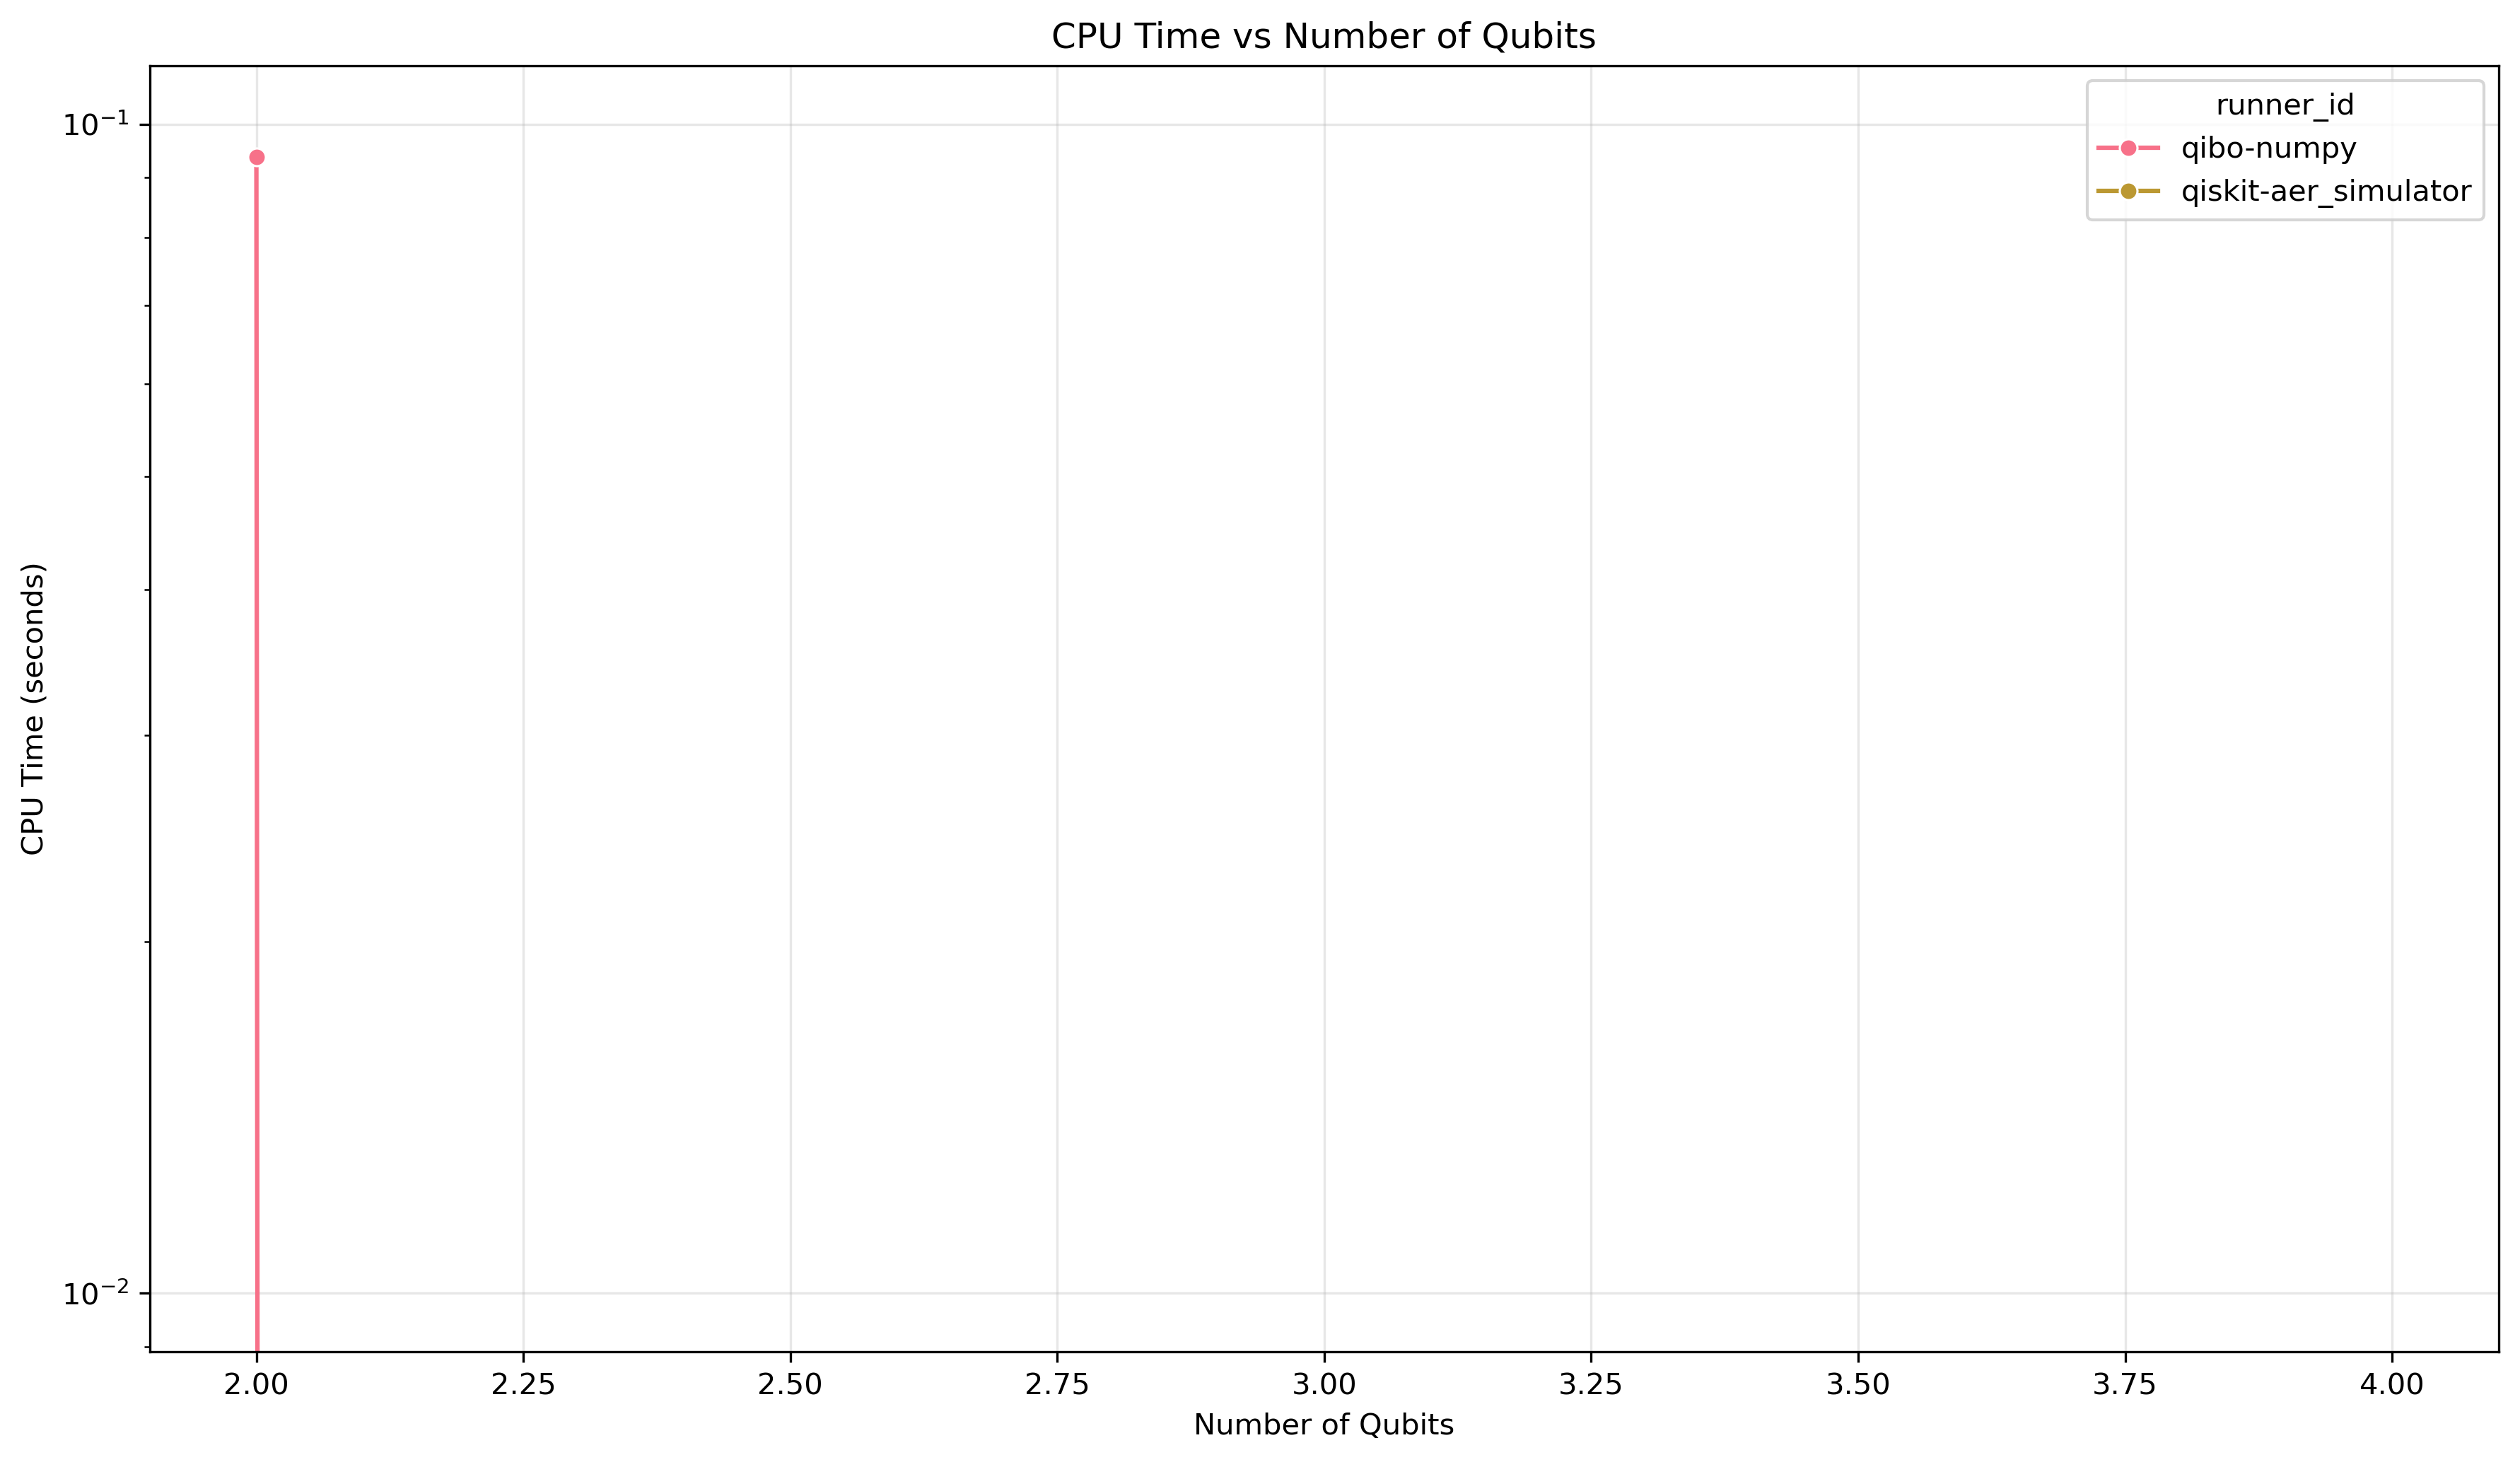 CPU Time vs Number of Qubits
runner_id
qibo-numpy
qiskit-aer_simulator
CPU Time (seconds)
10⁻¹
10⁻²
2.00 2.25 2.50 2.75 3.00 3.25 3.50 3.75 4.00
Number of Qubits